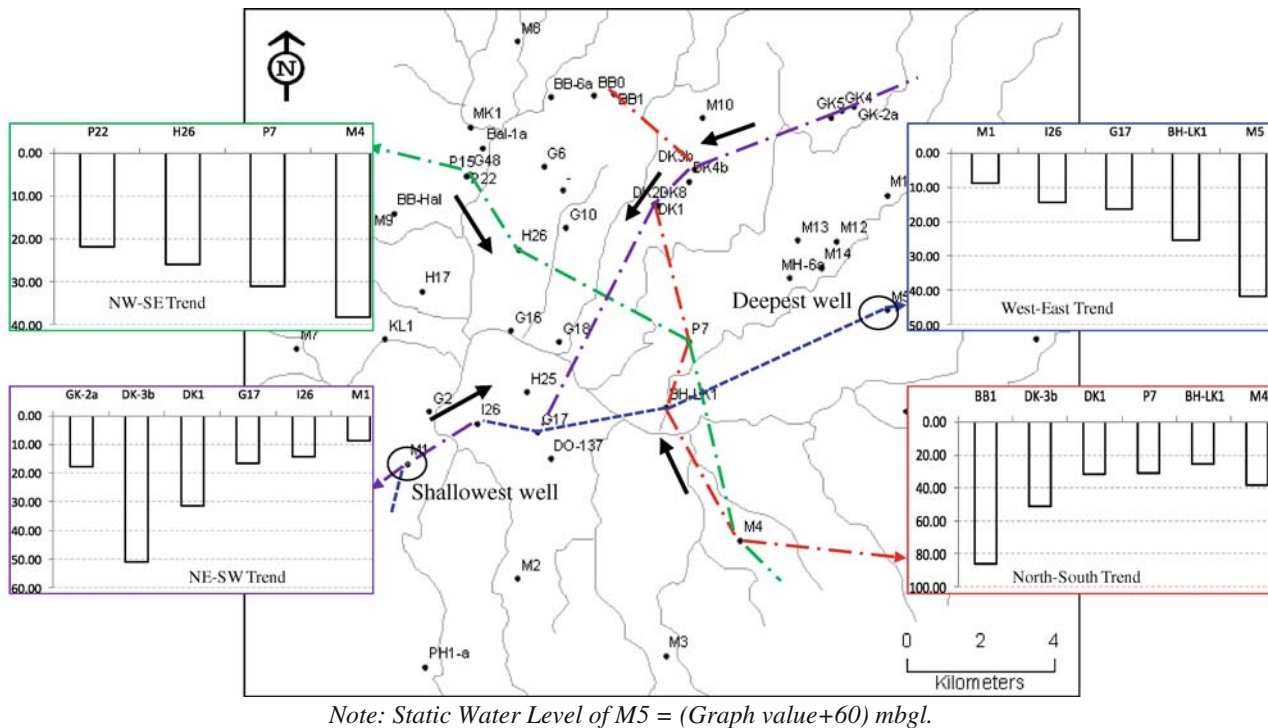 N
M8
BB-6a
BB0
BB1
M10
GK5
GK4
GK-2a
MK1
Bal-1a
P15
G48
P22
G6
-
DK3b
DK4b
DK2
DK8
DK1
BB-Hal
M9
G10
H26
M13
M12
M14
MH-6a
H17
Deepest well
KL1
M7
G16
G18
P7
H25
BH-LK1
G2
I26
G17
DO-137
M1
Shallowest well
M4
M2
M3
PH1-a
0 2 4
Kilometers
P22 H26 P7 M4
0.00
10.00
20.00
30.00
40.00
NW-SE Trend
M1 I26 G17 BH-LK1 M5
0.00
10.00
20.00
30.00
40.00
50.00
West-East Trend
GK-2a DK-3b DK1 G17 I26 M1
0.00
10.00
20.00
30.00
40.00
50.00
60.00
NE-SW Trend
BB1 DK-3b DK1 P7 BH-LK1 M4
0.00
20.00
40.00
60.00
80.00
100.00
North-South Trend
Note: Static Water Level of M5 = (Graph value+60) mbgl.